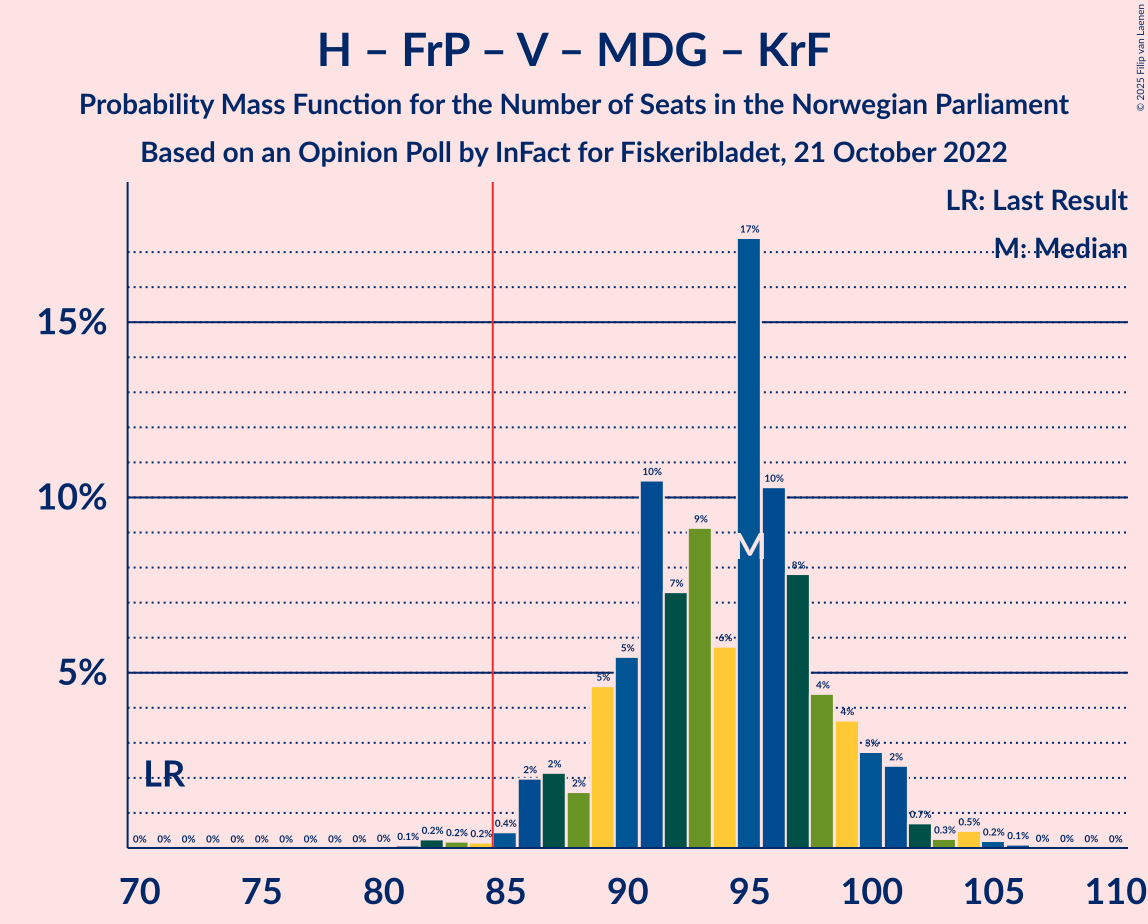 H – FrP – V – MDG – KrF
Probability Mass Function for the Number of Seats in the Norwegian Parliament
Based on an Opinion Poll by InFact for Fiskeribladet, 21 October 2022
© 2025 Filip van Laenen
LR: Last Result
M: Median
15%
10%
5%
LR
M
0% 0% 0% 0% 0% 0% 0% 0% 0% 0% 0% 0.1% 0.2% 0.2% 0.2% 0.4% 2% 2% 2% 5% 5% 10% 7% 9% 6% 17% 10% 8% 4% 4% 3% 2% 0.7% 0.3% 0.5% 0.2% 0.1% 0% 0% 0% 0%
70 75 80 85 90 95 100 105 110